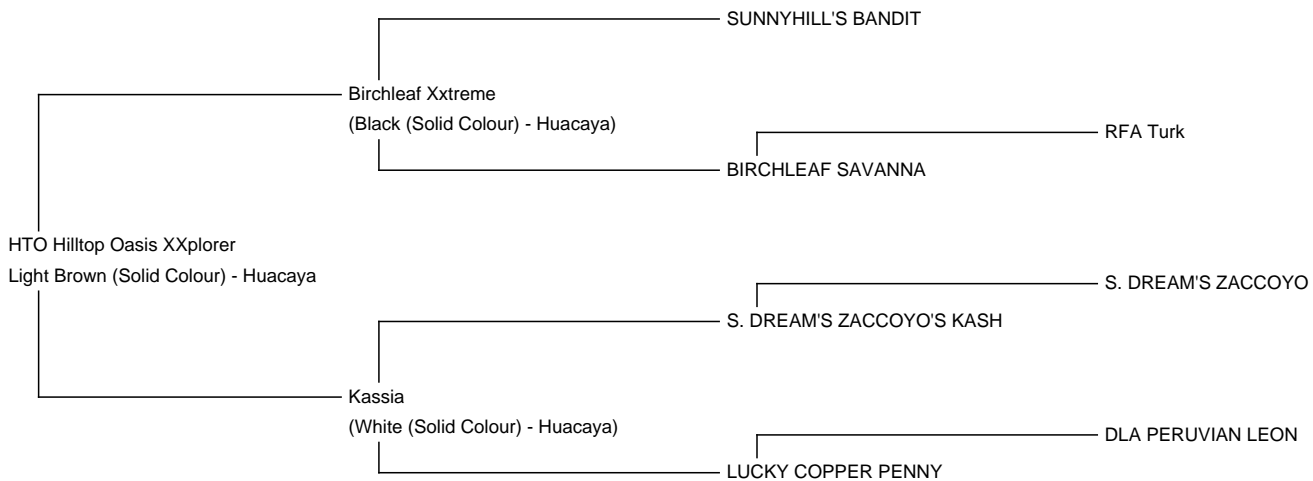 SUNNYHILL'S BANDIT
Birchleaf Xxtreme
(Black (Solid Colour) - Huacaya)
RFA Turk
BIRCHLEAF SAVANNA
HTO Hilltop Oasis XXplorer
Light Brown (Solid Colour) - Huacaya
S. DREAM'S ZACCOYO
S. DREAM'S ZACCOYO'S KASH
Kassia
(White (Solid Colour) - Huacaya)
DLA PERUVIAN LEON
LUCKY COPPER PENNY